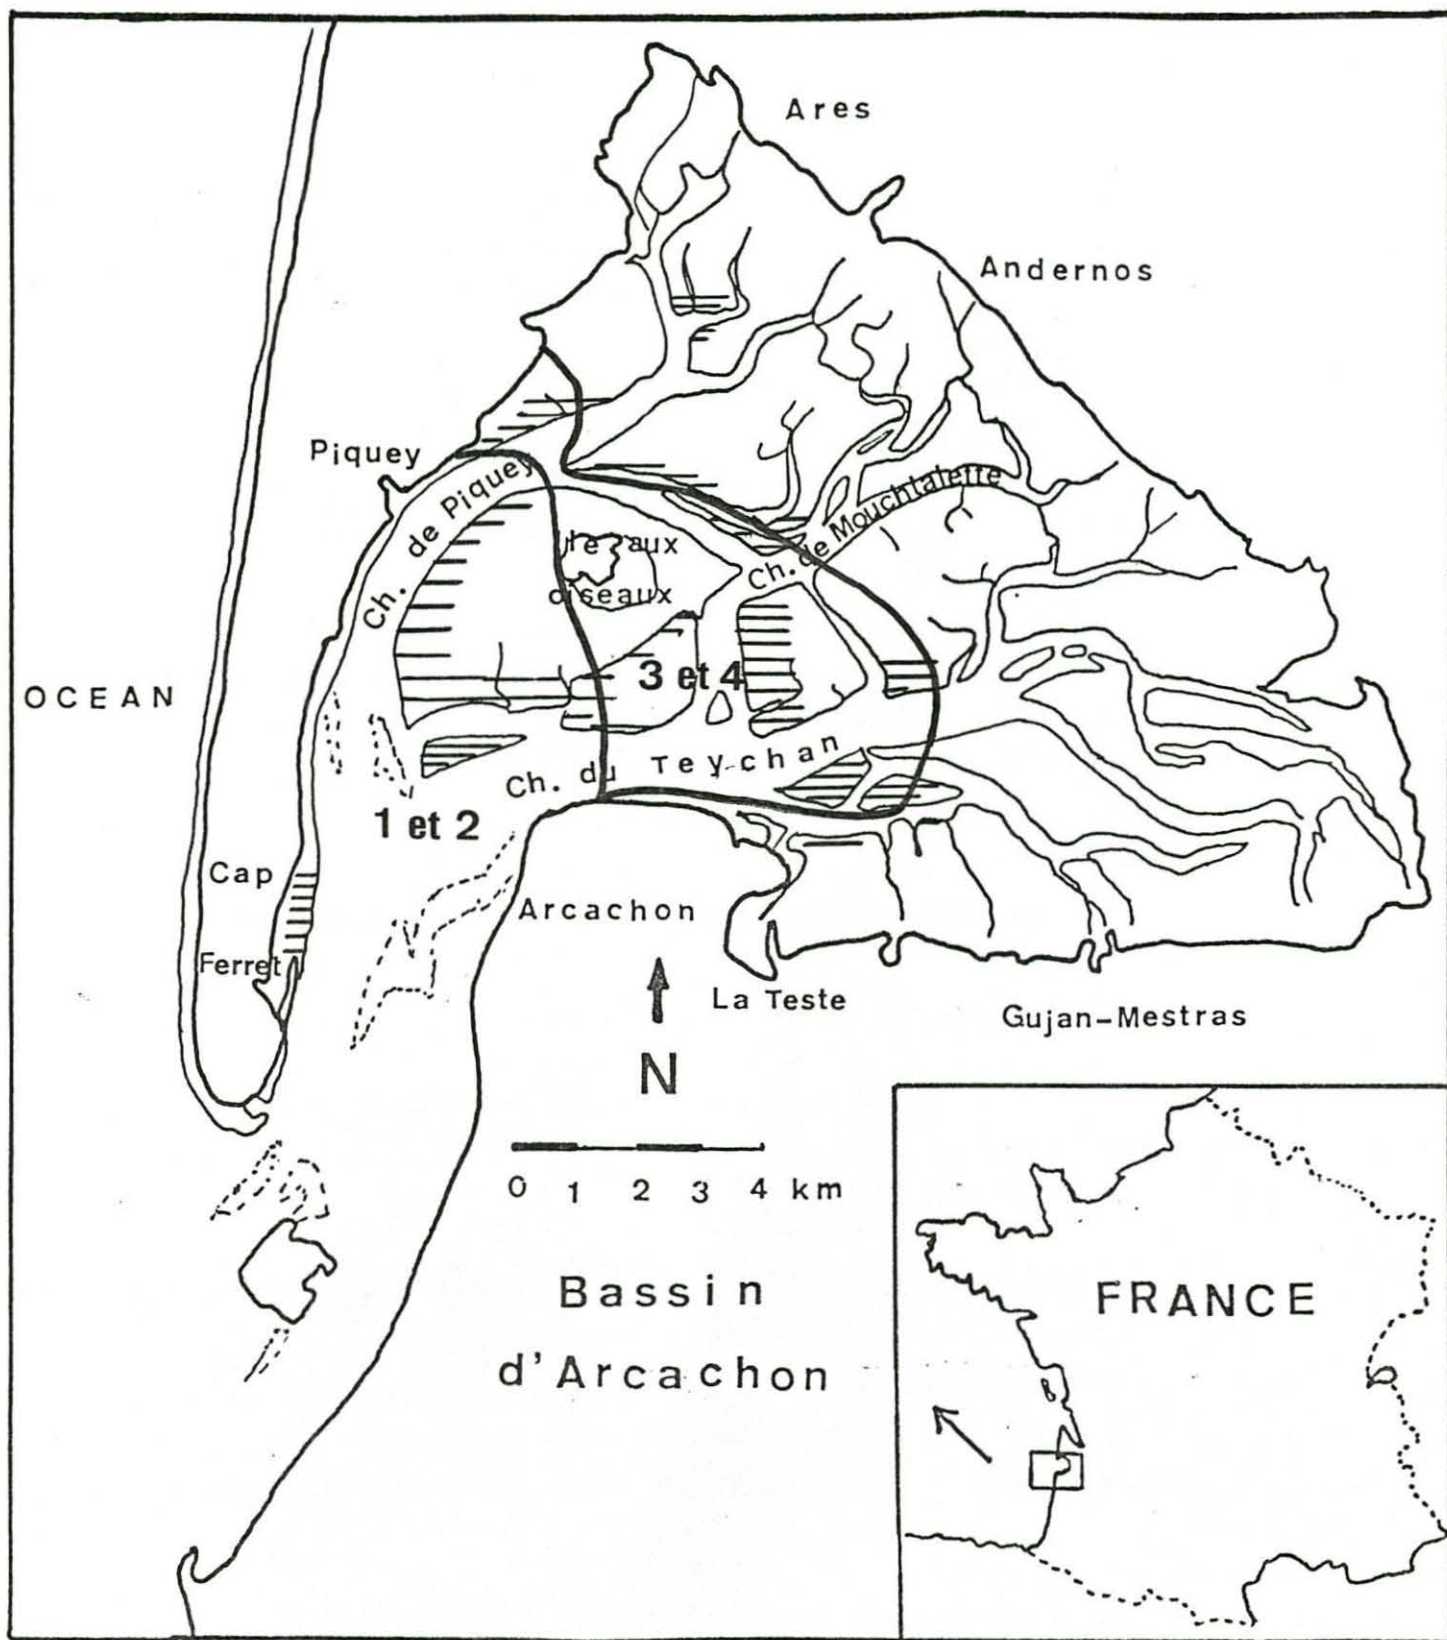 Ares
Andernos
Piquey
Ch. de Piquey
Ch. de Mouchtalette
Ile aux
oiseaux
3 et 4
OCEAN
Ch. du Teychan
1 et 2
Cap
Ferret
Arcachon
La Teste
Gujan-Mestras
N
0 1 2 3 4 km
Bassin
d'Arcachon
FRANCE